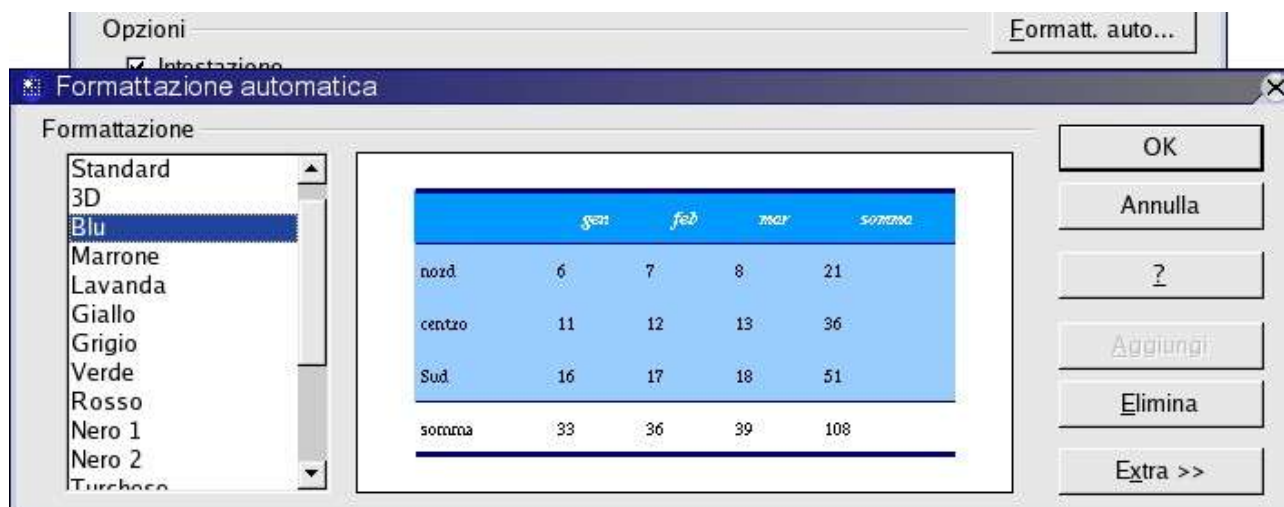 Opzioni
Formatt. auto...
Intestazione
Formattazione automatica
Formattazione
Standard
3D
Blu
Marrone
Lavanda
Giallo
Grigio
Verde
Rosso
Nero 1
Nero 2
Turchese
gen feb mar somma
nord 6 7 8 21
centro 11 12 13 36
Sud 16 17 18 51
somma 33 36 39 108
OK
Annulla
?
Aggiungi
Elimina
Extra >>